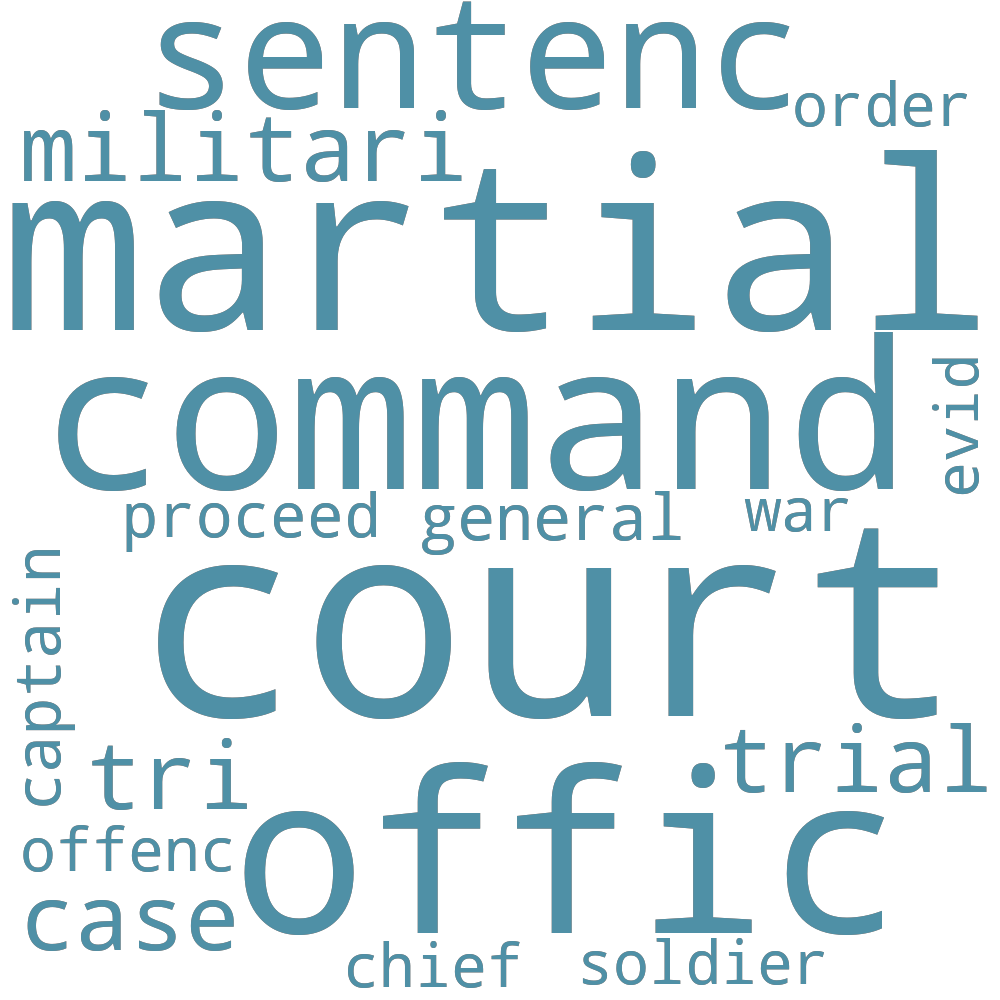 sentenc
order
militari
martial
command
evid
proceed general war
court
captain
tri
trial
offic
offenc
case
chief soldier